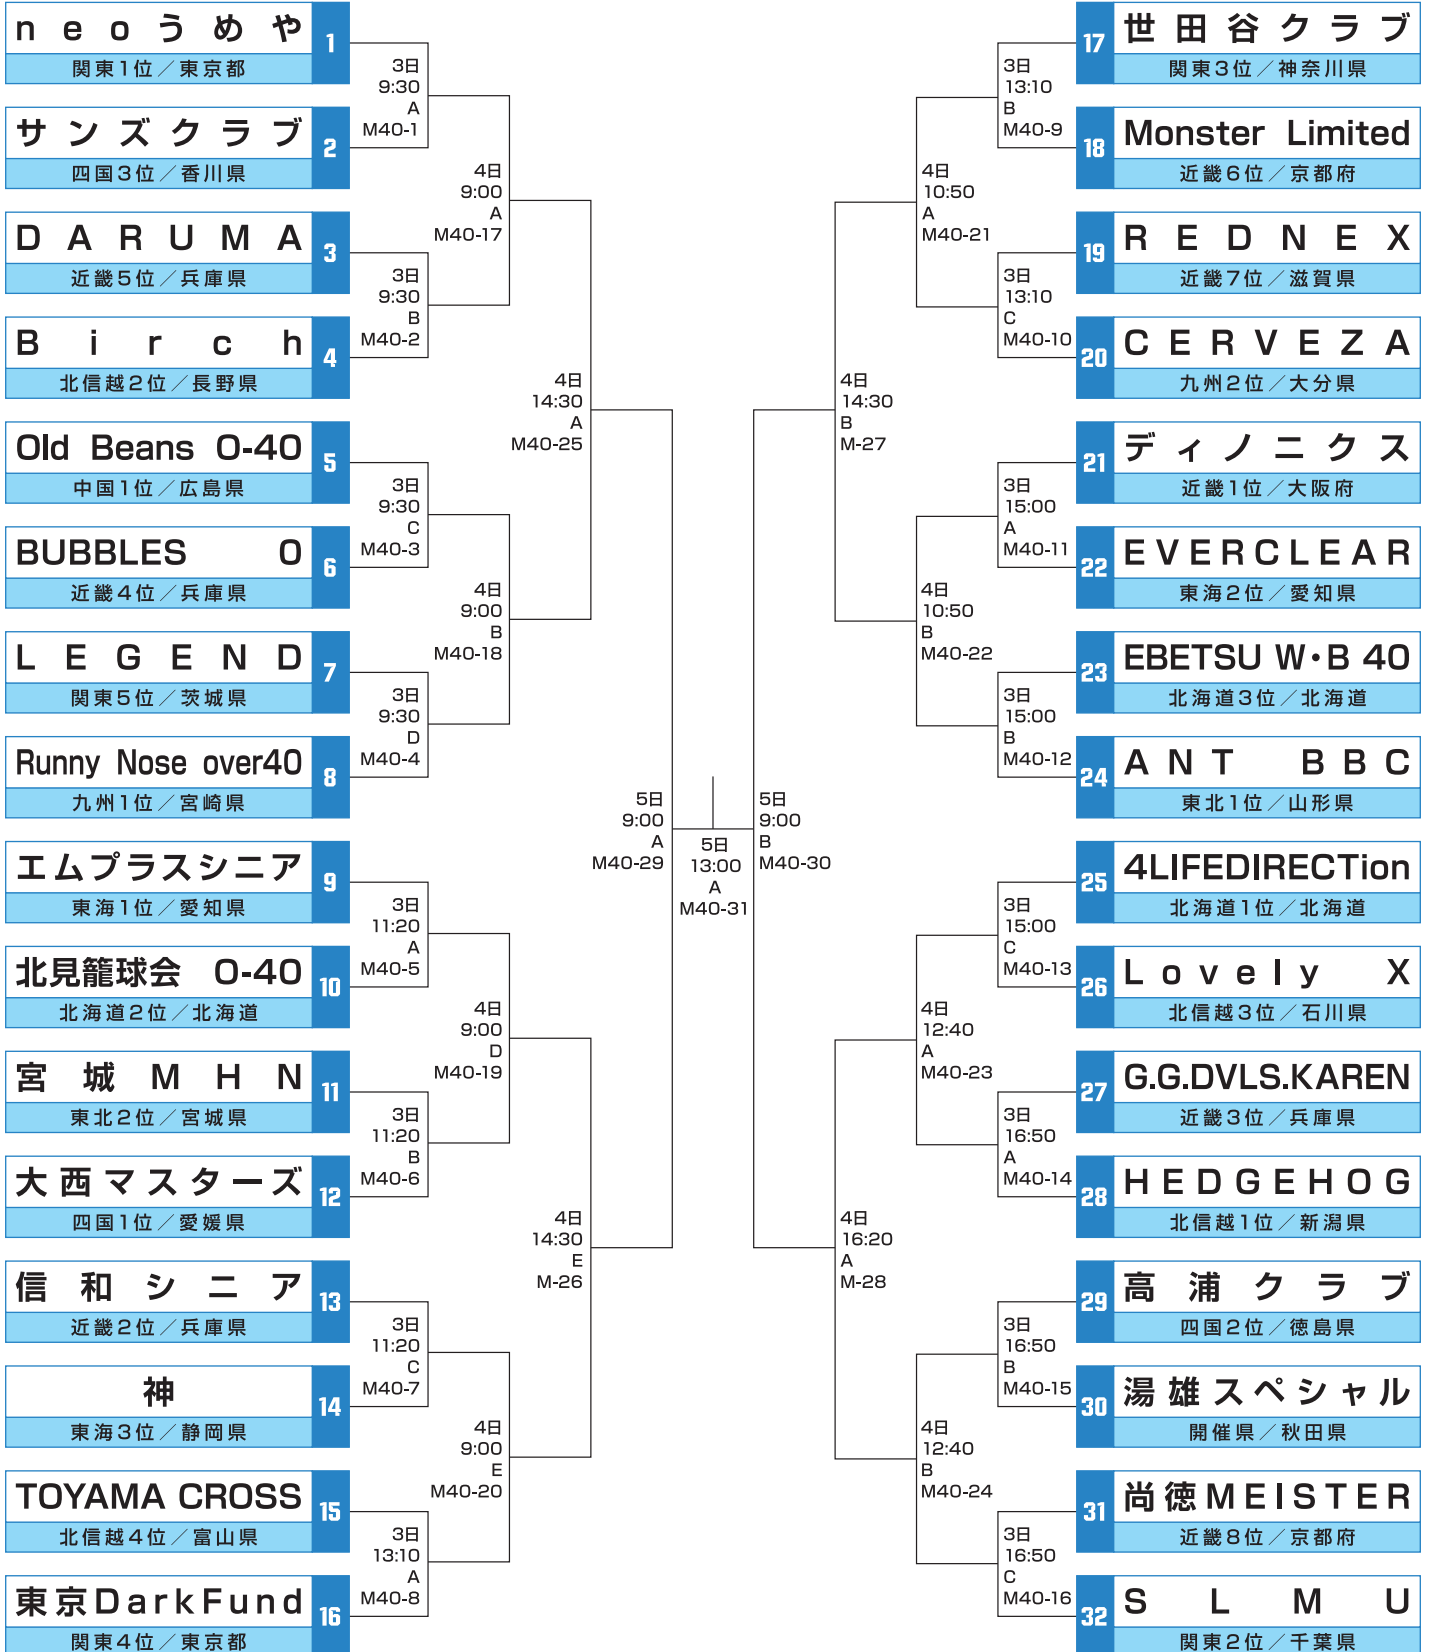 neoうめや
1
関東1位／東京都
サンズクラブ
2
四国3位／香川県
DARUMA
3
近畿5位／兵庫県
Birch
4
北信越2位／長野県
Old Beans O-40
5
中国1位／広島県
BUBBLES O
6
近畿4位／兵庫県
LEGEND
7
関東5位／茨城県
Runny Nose over40
8
九州1位／宮崎県
エムプラスシニア
9
東海1位／愛知県
北見籠球会 O-40
10
北海道2位／北海道
宮城MHN
11
東北2位／宮城県
大西マスターズ
12
四国1位／愛媛県
信和シニア
13
近畿2位／兵庫県
神
14
東海3位／静岡県
TOYAMA CROSS
15
北信越4位／富山県
東京DarkFund
16
関東4位／東京都
3日
9:30
A
M40-1
3日
9:30
B
M40-2
3日
9:30
C
M40-3
3日
9:30
D
M40-4
3日
11:20
A
M40-5
3日
11:20
B
M40-6
3日
11:20
C
M40-7
3日
13:10
A
M40-8
4日
9:00
A
M40-17
4日
9:00
B
M40-18
4日
9:00
D
M40-19
4日
9:00
E
M40-20
4日
14:30
A
M40-25
4日
14:30
E
M-26
5日
9:00
A
M40-29
5日
13:00
A
M40-31
5日
9:00
B
M40-30
4日
14:30
B
M-27
4日
16:20
A
M-28
4日
10:50
A
M40-21
4日
10:50
B
M40-22
4日
12:40
A
M40-23
4日
12:40
B
M40-24
3日
13:10
B
M40-9
3日
13:10
C
M40-10
3日
15:00
A
M40-11
3日
15:00
B
M40-12
3日
15:00
C
M40-13
3日
16:50
A
M40-14
3日
16:50
B
M40-15
3日
16:50
C
M40-16
17
世田谷クラブ
関東3位／神奈川県
18
Monster Limited
近畿6位／京都府
19
REDNEX
近畿7位／滋賀県
20
CERVEZA
九州2位／大分県
21
ディノニクス
近畿1位／大阪府
22
EVERCLEAR
東海2位／愛知県
23
EBETSU W・B 40
北海道3位／北海道
24
ANT BBC
東北1位／山形県
25
4LIFEDIRECTion
北海道1位／北海道
26
Lovely X
北信越3位／石川県
27
G.G.DVLS.KAREN
近畿3位／兵庫県
28
HEDGEHOG
北信越1位／新潟県
29
高浦クラブ
四国2位／徳島県
30
湯雄スペシャル
開催県／秋田県
31
尚徳MEISTER
近畿8位／京都府
32
SLMU
関東2位／千葉県